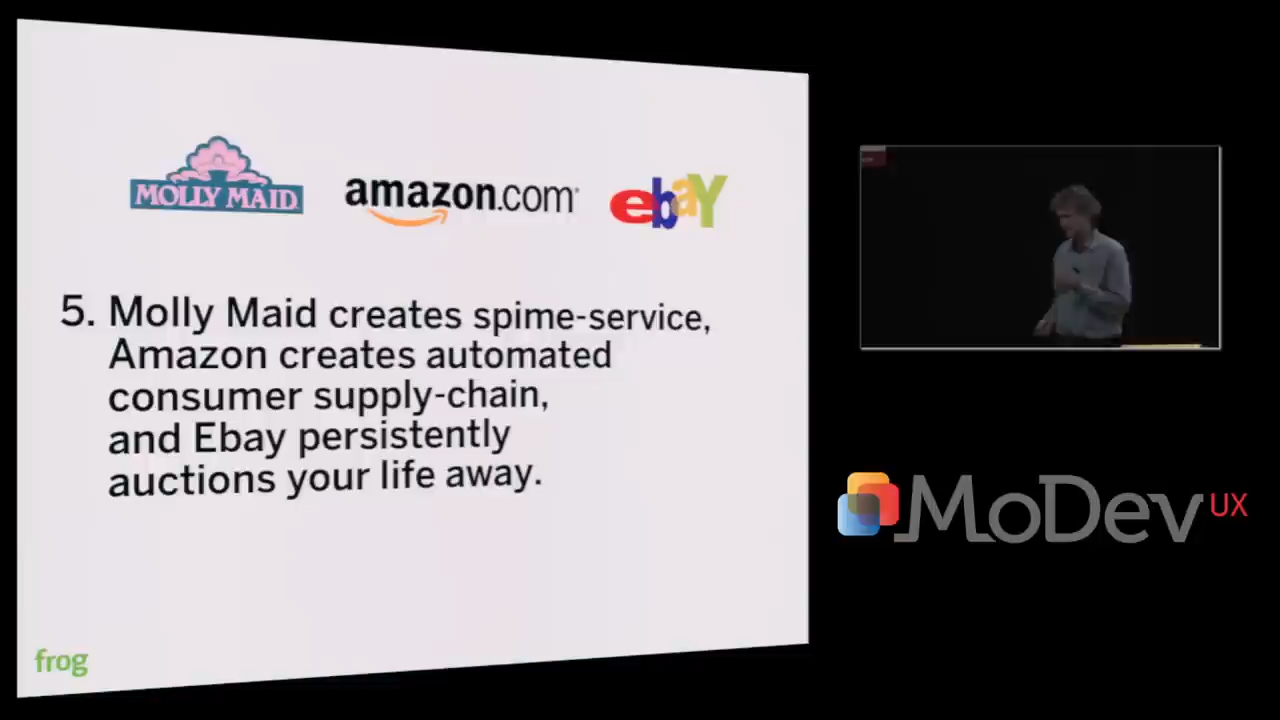 MOLLY MAID
amazon.com
ebay
5. Molly Maid creates spime-service,
Amazon creates automated
consumer supply-chain,
and Ebay persistently
auctions your life away.
frog
MoDev UX